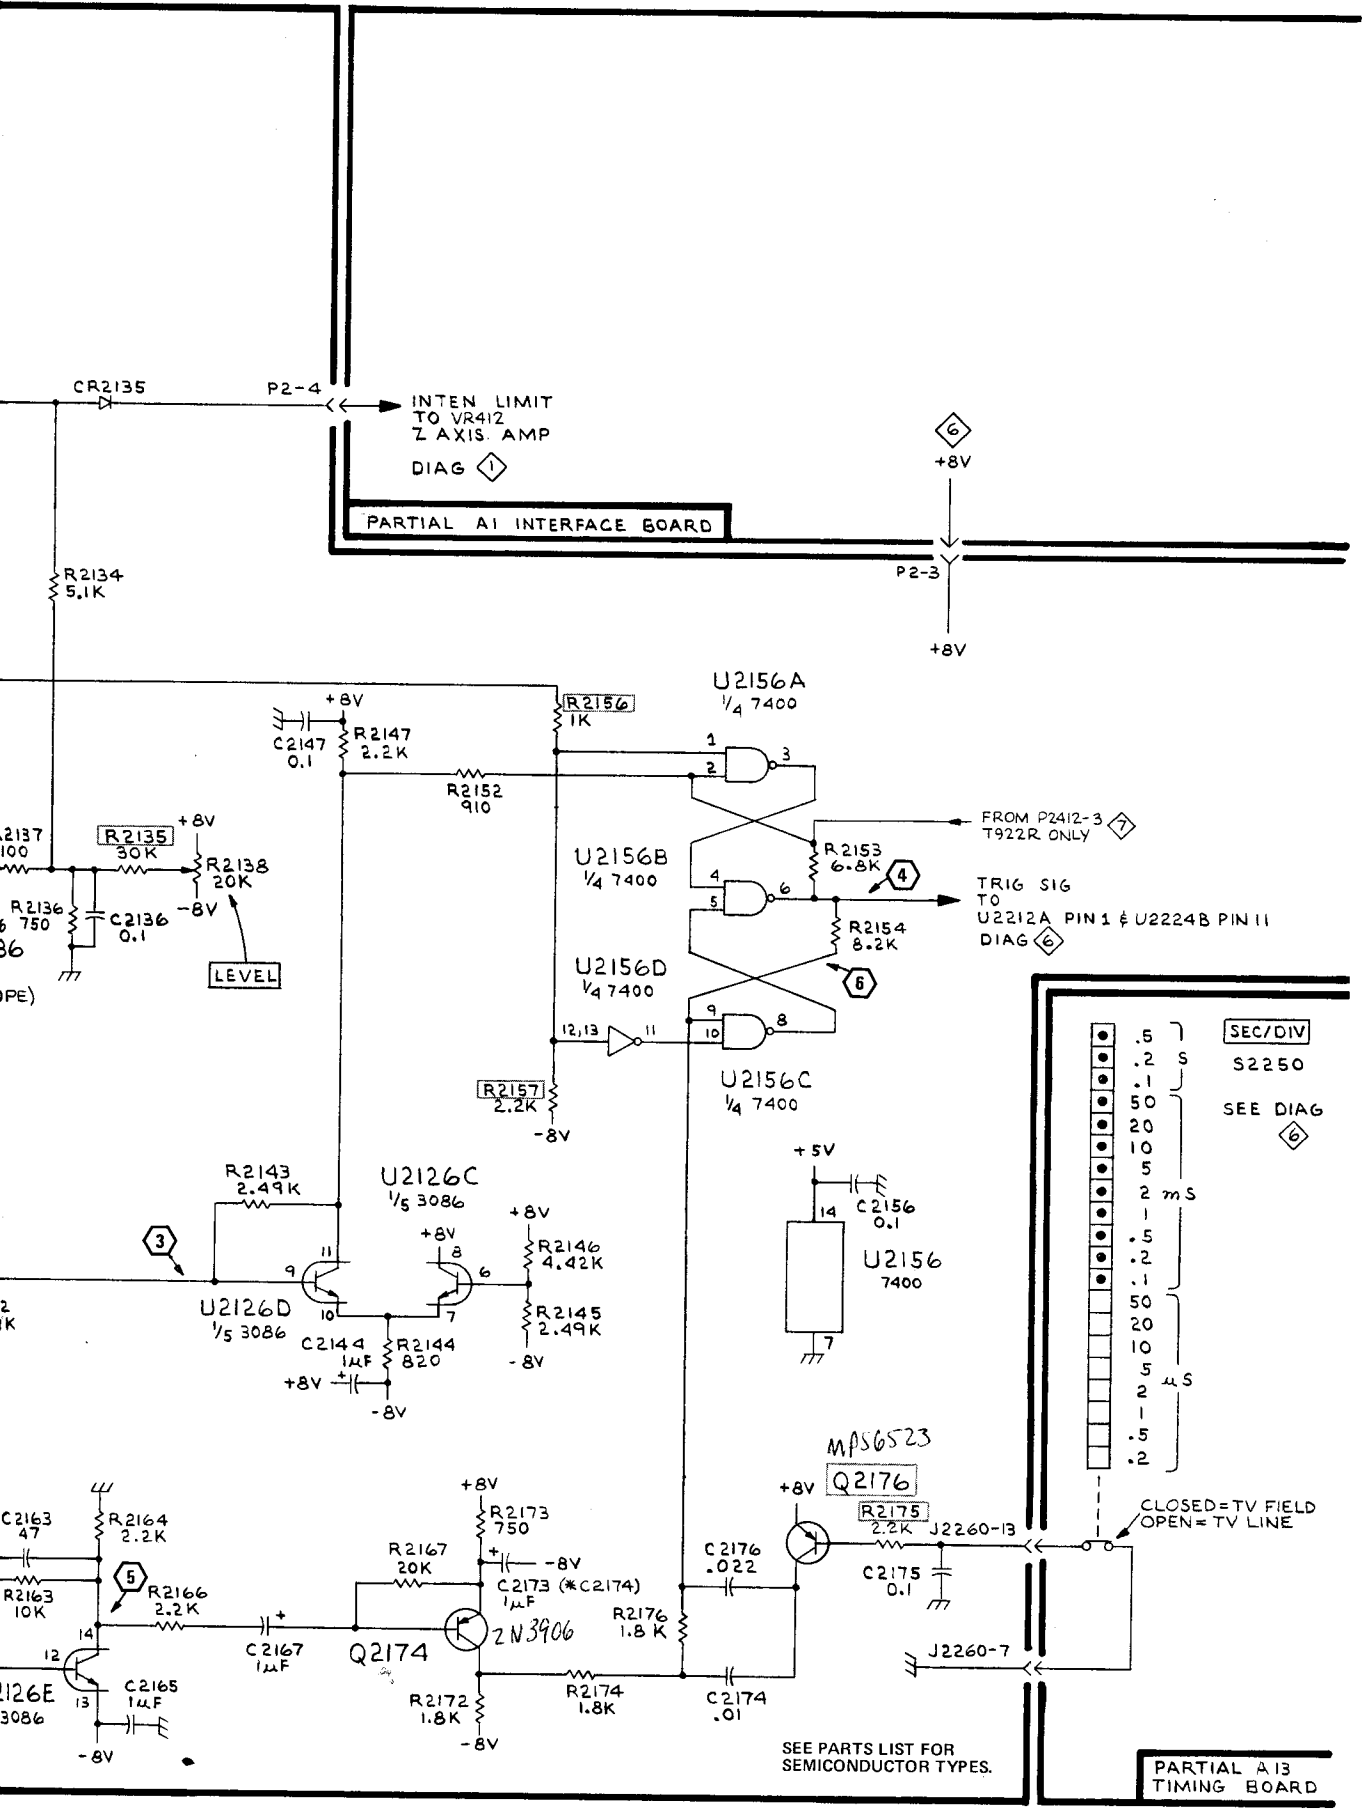 CR2135
P2-4
INTEN LIMIT
TO VR412
Z AXIS AMP
DIAG 1
6
+8V
PARTIAL A1 INTERFACE BOARD
P2-3
+8V
R2134
5.1K
U2156A
1/4 7400
+8V
R2156
1K
C2147
0.1
R2147
2.2K
1
2
3
R2152
910
FROM P2412-3
T922R ONLY
7
2137
100
R2135
30K
+8V
R2138
20K
-8V
R2136
750
C2136
0.1
86
OPE)
LEVEL
U2156B
1/4 7400
4
5
6
R2153
6.8K
4
TRIG SIG
TO
U2212A PIN 1 & U2224B PIN 11
DIAG 6
R2154
8.2K
6
U2156D
1/4 7400
12,13
11
9
10
8
U2156C
1/4 7400
R2157
2.2K
-8V
.5
.2
.1
S
50
20
10
5
2
1
.5
.2
.1
mS
50
20
10
5
2
1
.5
.2
µS
SEC/DIV
S2250
SEE DIAG
6
R2143
2.49K
U2126C
1/5 3086
+8V
+8V
R2146
4.42K
3
11
9
10
8
6
7
U2126D
1/5 3086
R2145
2.49K
-8V
C2144
1µF
R2144
820
+8V
-8V
2
K
+5V
14
C2156
0.1
U2156
7400
7
MPS6523
Q2176
+8V
R2175
2.2K
J2260-13
CLOSED=TV FIELD
OPEN= TV LINE
C2163
47
R2164
2.2K
R2163
10K
5
R2166
2.2K
C2167
1µF
+8V
R2173
750
R2167
20K
-8V
C2173 (*C2174)
1µF
2N3906
Q2174
C2176
.022
C2175
0.1
R2176
1.8K
J2260-7
14
12
13
2126E
3086
C2165
1µF
-8V
R2172
1.8K
-8V
R2174
1.8K
C2174
.01
SEE PARTS LIST FOR
SEMICONDUCTOR TYPES.
PARTIAL A13
TIMING BOARD